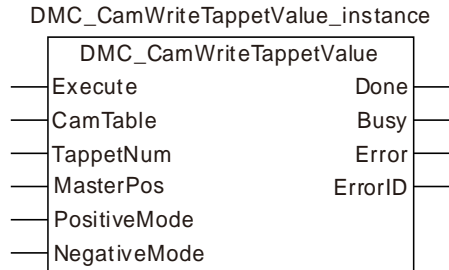 DMC_CamWriteTappetValue_instance
DMC_CamWriteTappetValue
Execute Done
CamTable Busy
TappetNum Error
MasterPos ErrorID
PositiveMode
NegativeMode